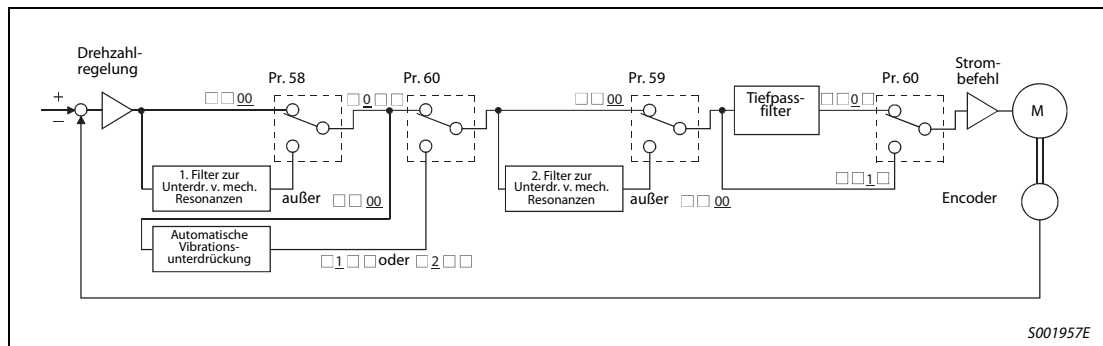 Drehzahl-
regelung
+
−
Pr. 58
□□00
außer □□00
1. Filter zur
Unterdr. v. mech.
Resonanzen
□0□□
Pr. 60
Automatische
Vibrations-
unterdrückung
□1□□ oder □2□□
Pr. 59
□□00
2. Filter zur
Unterdr. v. mech.
Resonanzen
außer □□00
Tiefpass-
filter
□□0□
Pr. 60
□□1□
Strom-
befehl
M
Encoder
S001957E